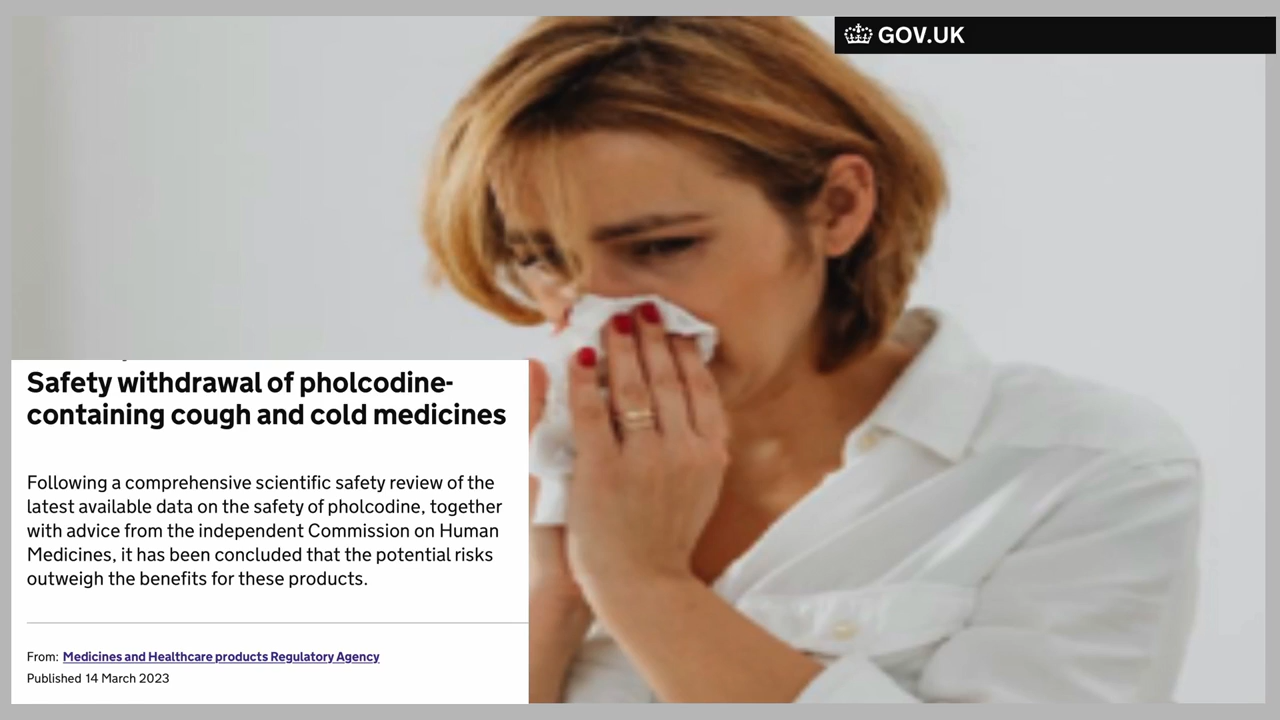 GOV.UK
Safety withdrawal of pholcodine-
containing cough and cold medicines
Following a comprehensive scientific safety review of the
latest available data on the safety of pholcodine, together
with advice from the independent Commission on Human
Medicines, it has been concluded that the potential risks
outweigh the benefits for these products.
From: Medicines and Healthcare products Regulatory Agency
Published 14 March 2023